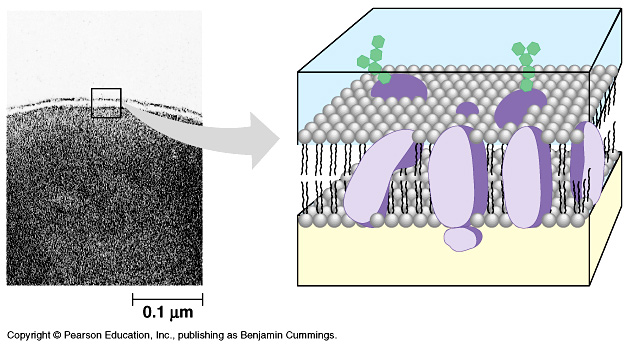 0.1 µm
Copyright © Pearson Education, Inc., publishing as Benjamin Cummings.